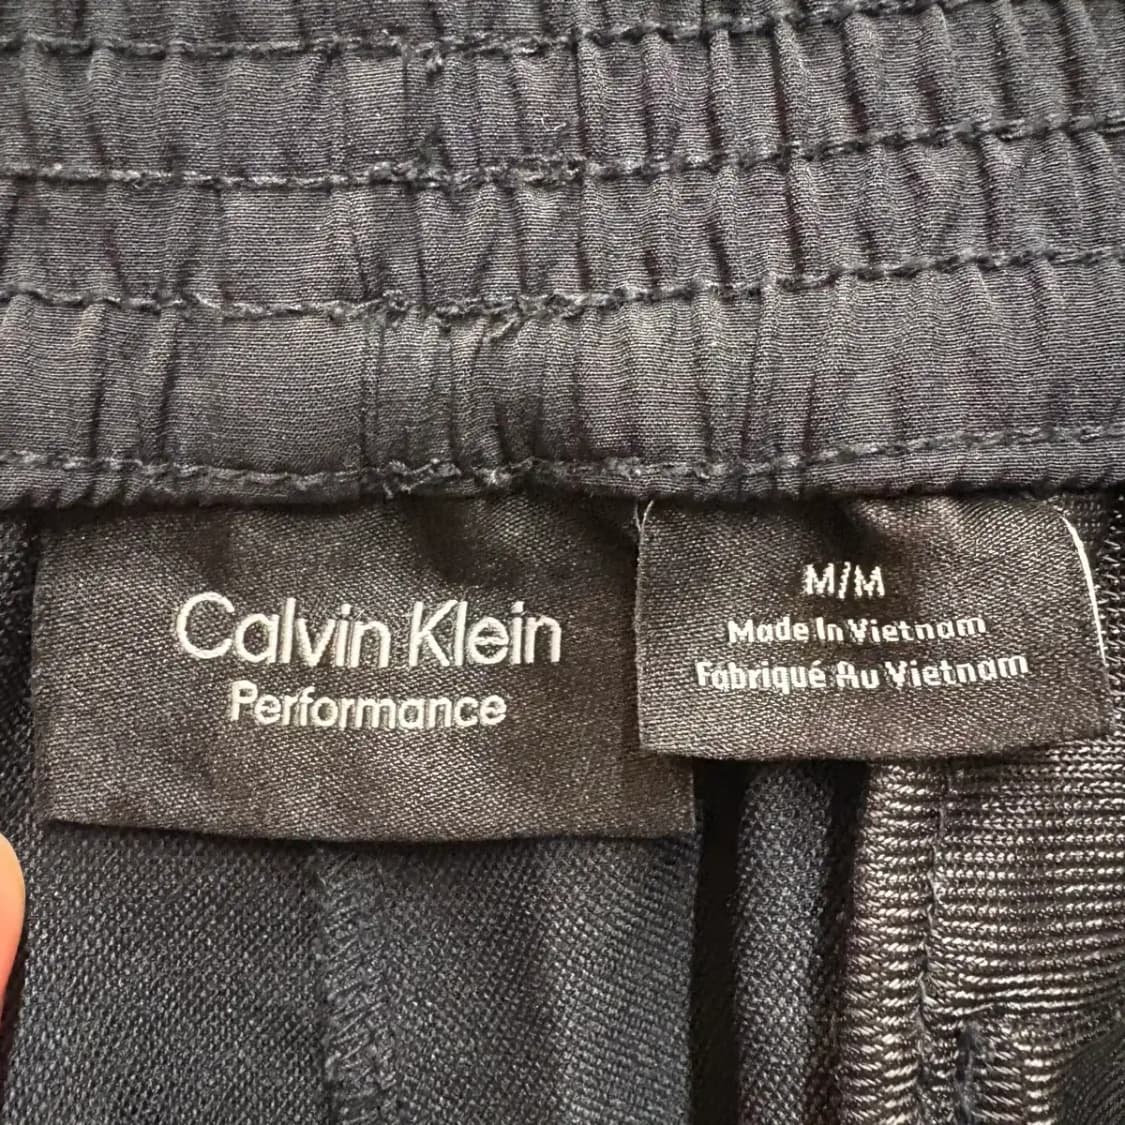 Calvin Klein
Performance
M/M
Made In Vietnam
Fabriqué Au Vietnam